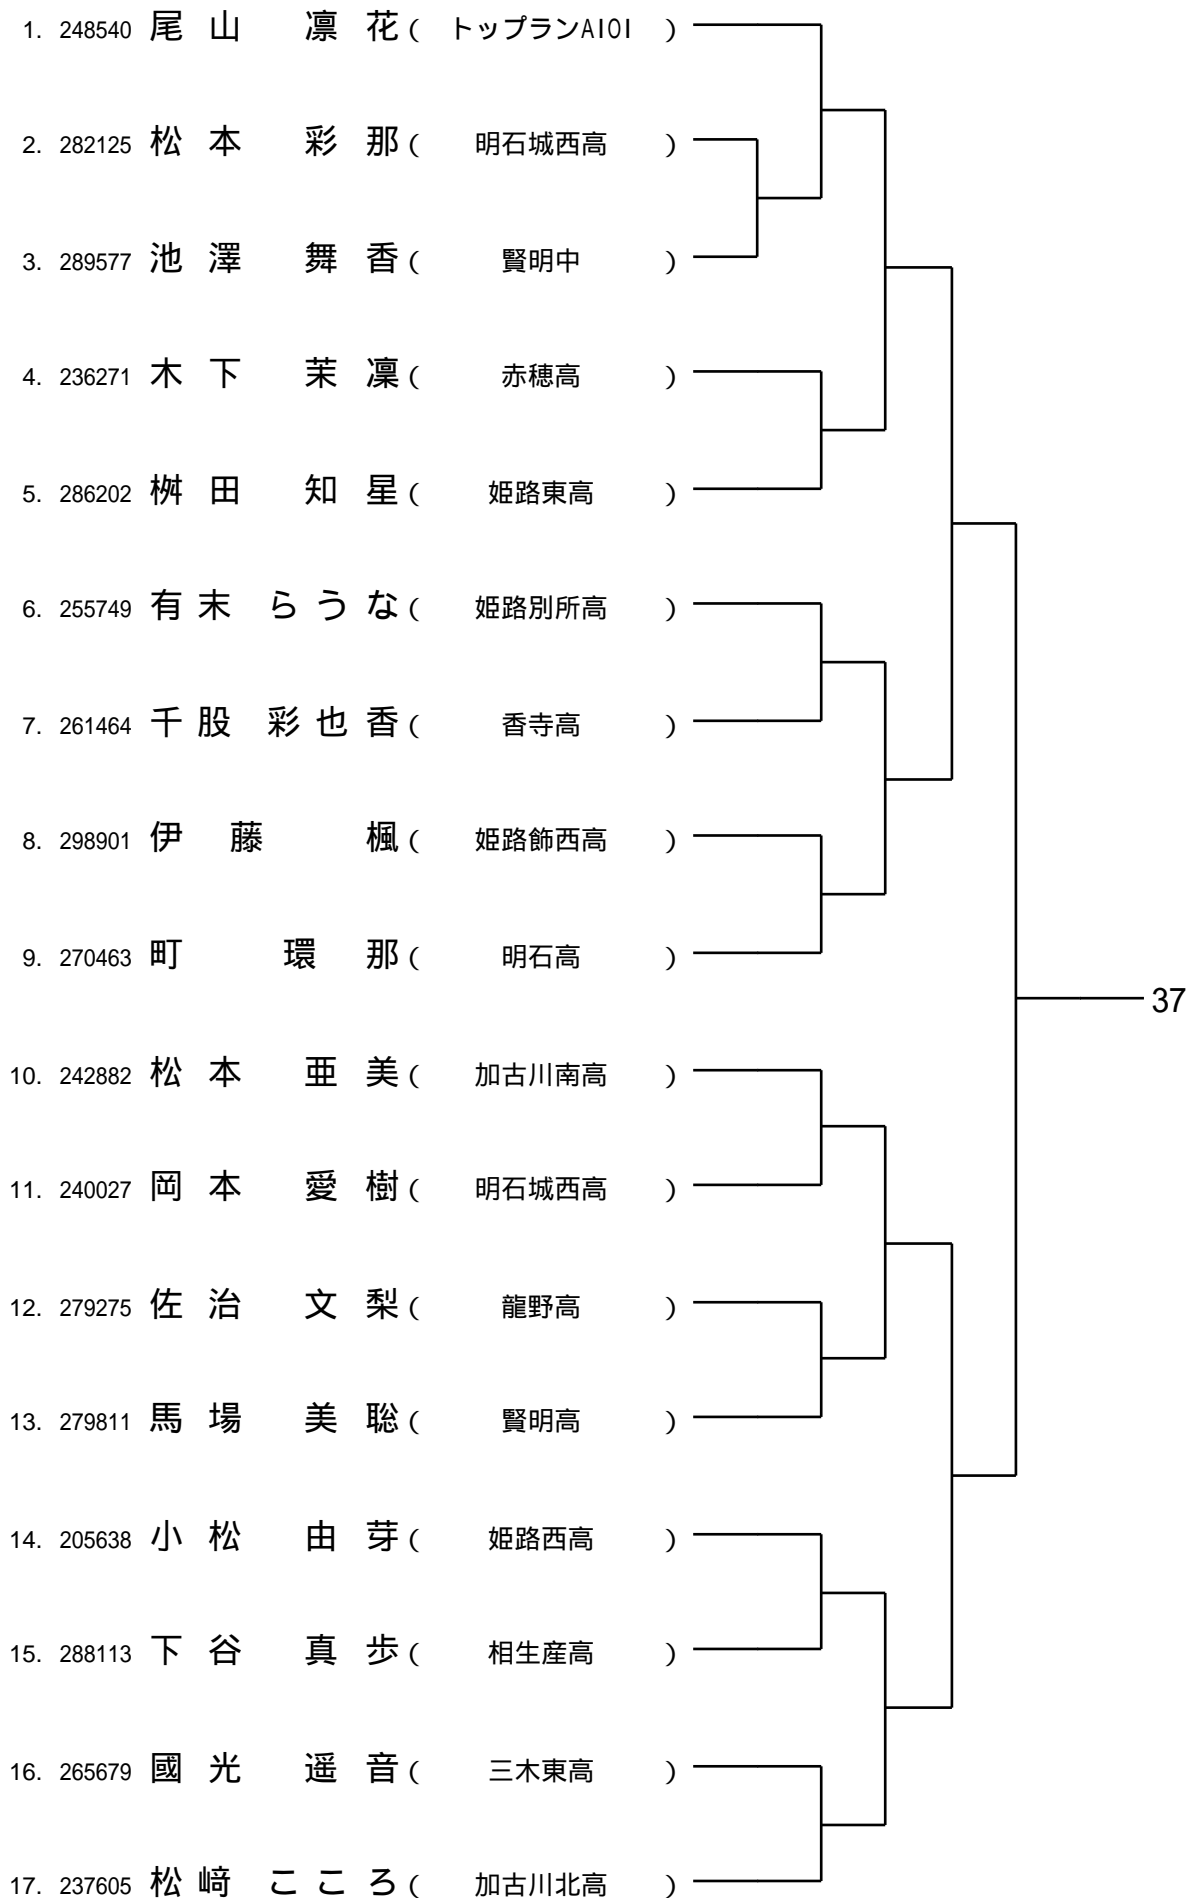 1. 248540 尾山 凛花 ( トップランAIOI )
2. 282125 松本 彩那 ( 明石城西高 )
3. 289577 池澤 舞香 ( 賢明中 )
4. 236271 木下 茉凜 ( 赤穂高 )
5. 286202 桝田 知星 ( 姫路東高 )
6. 255749 有末 らうな ( 姫路別所高 )
7. 261464 千股 彩也香 ( 香寺高 )
8. 298901 伊藤 楓 ( 姫路飾西高 )
9. 270463 町 環那 ( 明石高 )
37
10. 242882 松本 亜美 ( 加古川南高 )
11. 240027 岡本 愛樹 ( 明石城西高 )
12. 279275 佐治 文梨 ( 龍野高 )
13. 279811 馬場 美聡 ( 賢明高 )
14. 205638 小松 由芽 ( 姫路西高 )
15. 288113 下谷 真歩 ( 相生産高 )
16. 265679 國光 遥音 ( 三木東高 )
17. 237605 松﨑 こころ ( 加古川北高 )